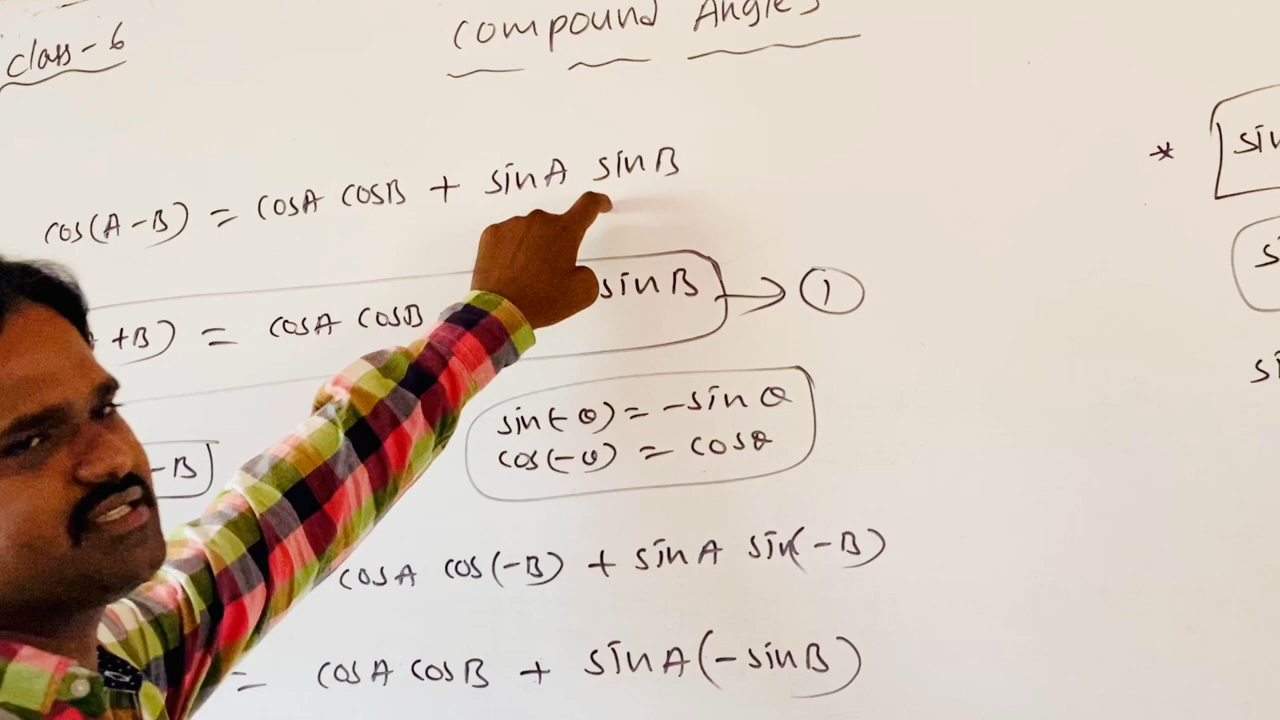 class-6
Compound Angles
cos(A-B) = cosA cosB + sinA sinB
+B) = cosA cosB sinB → 1
sin(-θ) = -sinθ
cos(-θ) = cosθ
-B
cosA cos(-B) + sinA sin(-B)
= cosA cosB + sinA(-sinB)
* sin